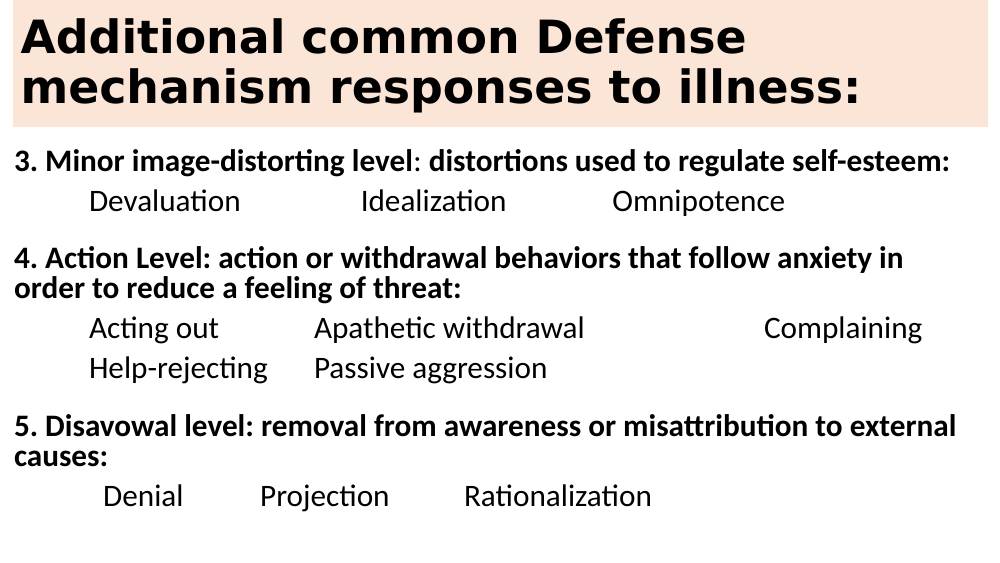 Additional common Defense
mechanism responses to illness:
3. Minor image-distorting level: distortions used to regulate self-esteem:
Devaluation Idealization Omnipotence
4. Action Level: action or withdrawal behaviors that follow anxiety in
order to reduce a feeling of threat:
Acting out Apathetic withdrawal Complaining
Help-rejecting Passive aggression
5. Disavowal level: removal from awareness or misattribution to external
causes:
Denial Projection Rationalization